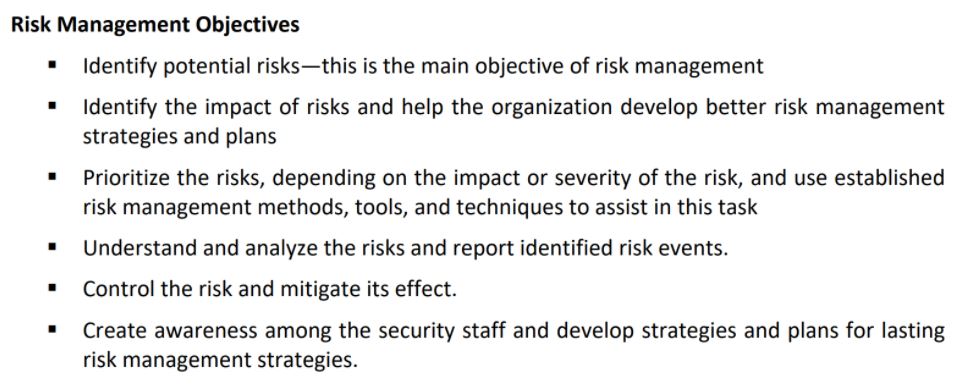 Risk Management Objectives
▪ Identify potential risks—this is the main objective of risk management
▪ Identify the impact of risks and help the organization develop better risk management
strategies and plans
▪ Prioritize the risks, depending on the impact or severity of the risk, and use established
risk management methods, tools, and techniques to assist in this task
▪ Understand and analyze the risks and report identified risk events.
▪ Control the risk and mitigate its effect.
▪ Create awareness among the security staff and develop strategies and plans for lasting
risk management strategies.